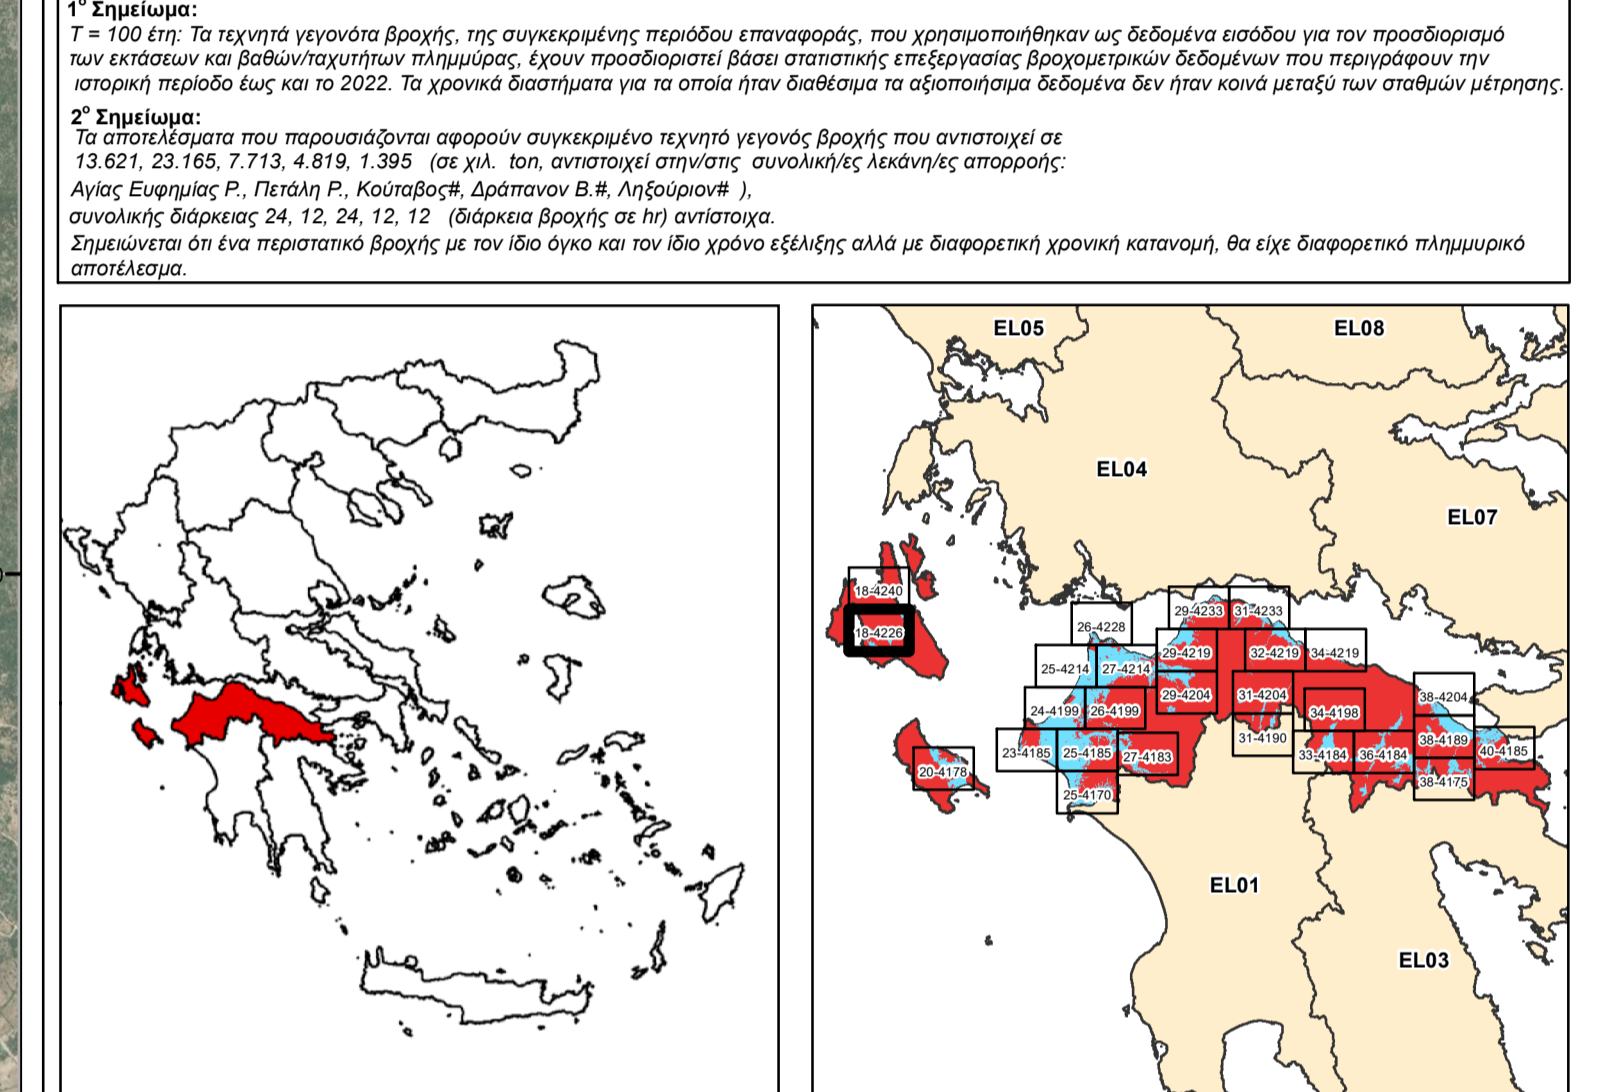 1ο Σημείωμα:
T = 100 έτη: Τα τεχνητά γεγονότα βροχής, της συγκεκριμένης περιόδου επαναφοράς, που χρησιμοποιήθηκαν ως δεδομένα εισόδου για τον προσδιορισμό
των εκτάσεων και βαθών/ταχυτήτων πλημμύρας, έχουν προσδιοριστεί βάσει στατιστικής επεξεργασίας βροχομετρικών δεδομένων που περιγράφουν την
ιστορική περίοδο έως και το 2022. Τα χρονικά διαστήματα για τα οποία ήταν διαθέσιμα τα αξιοποιήσιμα δεδομένα δεν ήταν κοινά μεταξύ των σταθμών μέτρησης.
2ο Σημείωμα:
Τα αποτελέσματα που παρουσιάζονται αφορούν συγκεκριμένο τεχνητό γεγονός βροχής που αντιστοιχεί σε
13.621, 23.165, 7.713, 4.819, 1.395 (σε χιλ. ton, αντιστοιχεί στην/στις συνολική/ες λεκάνη/ες απορροής:
Αγίας Ευφημίας Ρ., Πετάλη Ρ., Κούταβος#, Δράπανον Β.#, Ληξούριον# ),
συνολικής διάρκειας 24, 12, 24, 12, 12 (διάρκεια βροχής σε hr) αντίστοιχα.
Σημειώνεται ότι ένα περιστατικό βροχής με τον ίδιο όγκο και τον ίδιο χρόνο εξέλιξης αλλά με διαφορετική χρονική κατανομή, θα είχε διαφορετικό πλημμυρικό
αποτέλεσμα.
EL05
EL08
EL04
EL07
18-4240
18-4226
29-4233
31-4233
26-4228
29-4219
32-4219
34-4219
25-4214
27-4214
29-4204
31-4204
38-4204
24-4199
26-4199
34-4198
31-4190
38-4189
23-4185
25-4185
27-4183
33-4184
36-4184
40-4185
20-4178
38-4175
25-4170
EL01
EL03